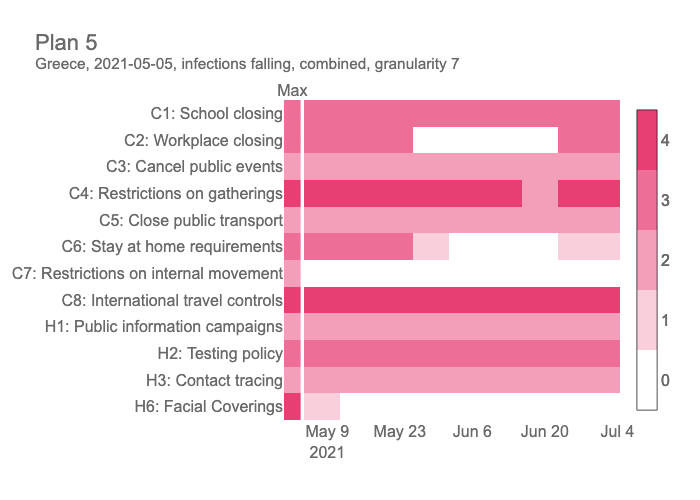 Plan 5
Greece, 2021-05-05, infections falling, combined, granularity 7
Max
C1: School closing
C2: Workplace closing
C3: Cancel public events
C4: Restrictions on gatherings
C5: Close public transport
C6: Stay at home requirements
C7: Restrictions on internal movement
C8: International travel controls
H1: Public information campaigns
H2: Testing policy
H3: Contact tracing
H6: Facial Coverings
May 9 May 23 Jun 6 Jun 20 Jul 4
2021
4
3
2
1
0